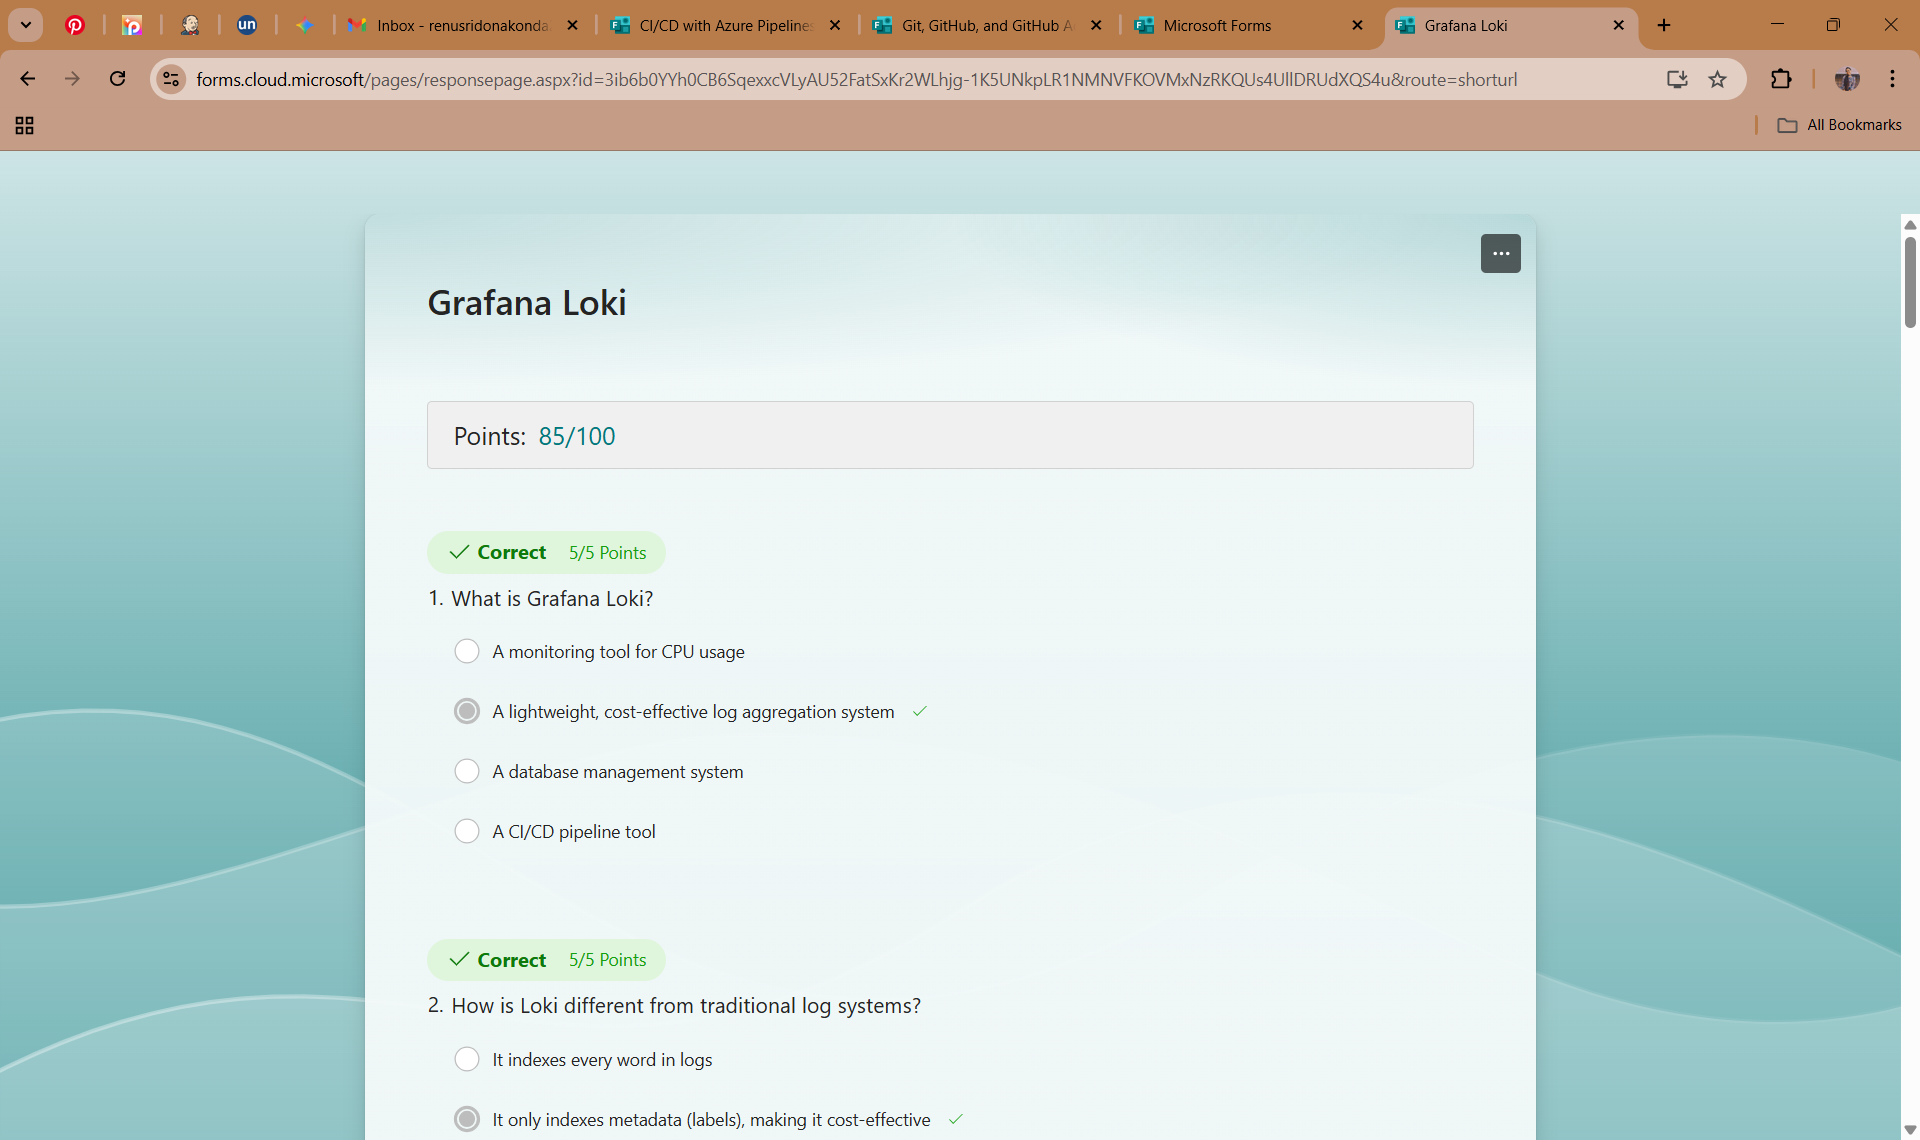 un
Inbox - renusridonakonda
CI/CD with Azure Pipelines
Git, GitHub, and GitHub A
Microsoft Forms
Grafana Loki
forms.cloud.microsoft/pages/responsepage.aspx?id=3ib6b0YYh0CB6SqexxcVLyAU52FatSxKr2WLhjg-1K5UNkpLR1NMNVFKOVMxNzRKQUs4UllDRUdXQS4u&route=shorturl
All Bookmarks
Grafana Loki
Points: 85/100
Correct 5/5 Points
1. What is Grafana Loki?
A monitoring tool for CPU usage
A lightweight, cost-effective log aggregation system
A database management system
A CI/CD pipeline tool
Correct 5/5 Points
2. How is Loki different from traditional log systems?
It indexes every word in logs
It only indexes metadata (labels), making it cost-effective